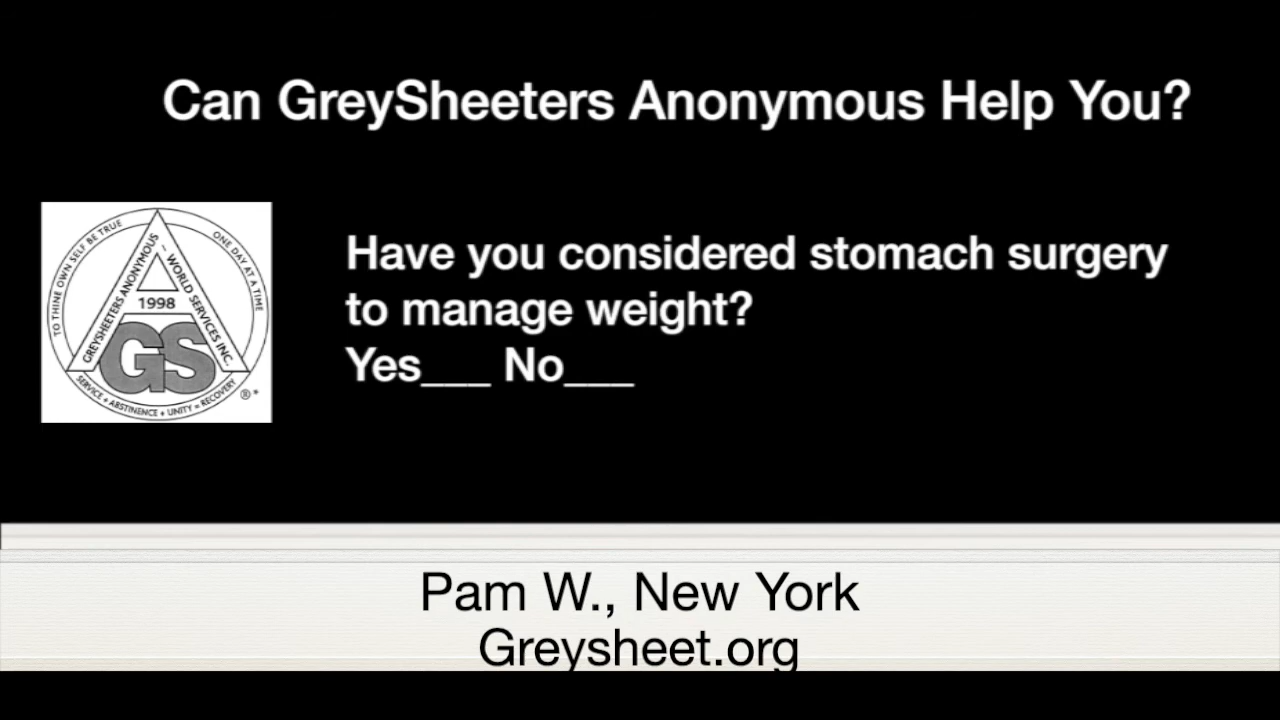 Can GreySheeters Anonymous Help You?
TO THINE OWN SELF BE TRUE
ONE DAY AT A TIME
GREYSHEETERS ANONYMOUS – WORLD SERVICES INC.
1998
GS
SERVICE + ABSTINENCE + UNITY = RECOVERY
®*
Have you considered stomach surgery
to manage weight?
Yes___ No___
Pam W., New York
Greysheet.org